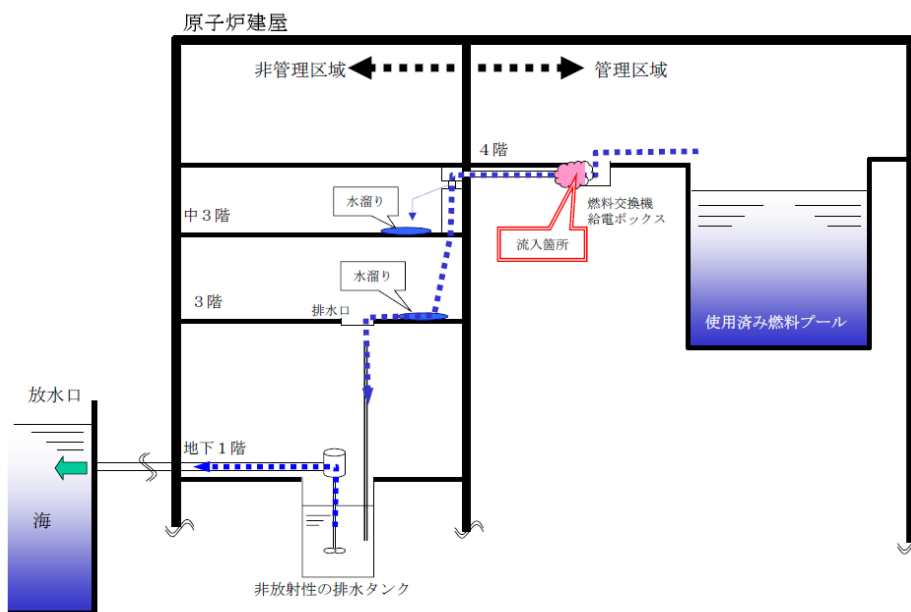 原子炉建屋
非管理区域
管理区域
４階
水溜り
中３階
燃料交換機
給電ボックス
流入箇所
水溜り
３階
排水口
使用済み燃料プール
放水口
地下１階
海
非放射性の排水タンク